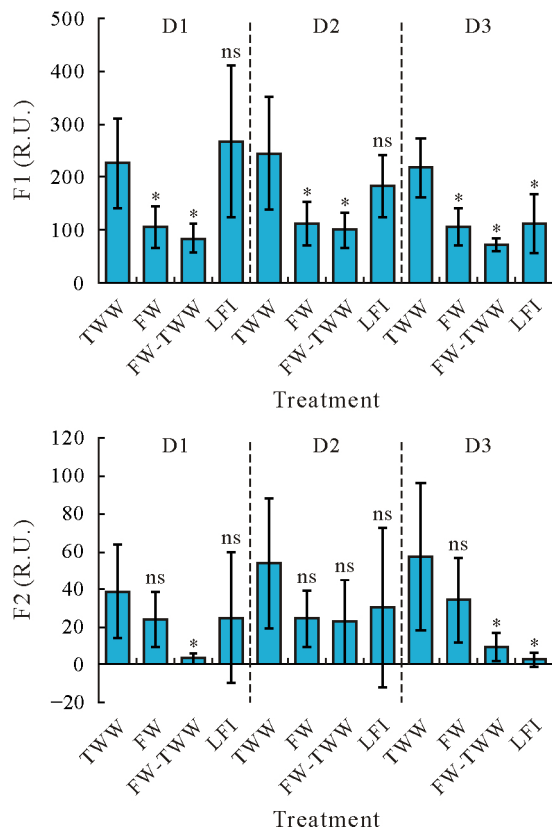 500
400
300
200
100
0
F1 (R.U.)
D1 D2 D3
ns
* *
* * ns
* * *
TWW FW FW-TWW LFI TWW FW FW-TWW LFI TWW FW FW-TWW LFI
Treatment
120
100
80
60
40
20
0
−20
F2 (R.U.)
D1 D2 D3
ns * ns
ns ns ns
ns * *
TWW FW FW-TWW LFI TWW FW FW-TWW LFI TWW FW FW-TWW LFI
Treatment